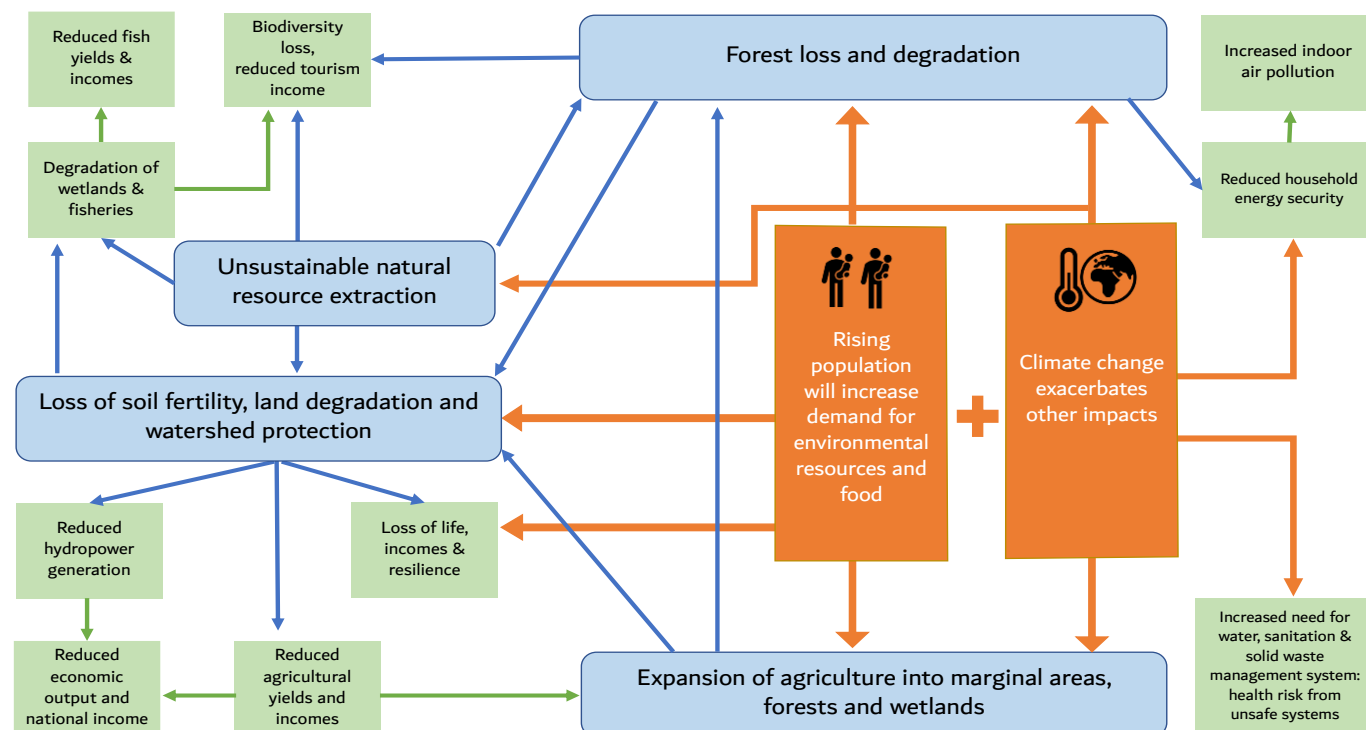 Reduced fish
yields &
incomes
Biodiversity
loss,
reduced tourism
income
Forest loss and degradation
Increased indoor
air pollution
Degradation of
wetlands &
fisheries
Reduced household
energy security
Unsustainable natural
resource extraction
Rising
population
will increase
demand for
environmental
resources and
food
Climate change
exacerbates
other impacts
Loss of soil fertility, land degradation and
watershed protection
Reduced
hydropower
generation
Loss of life,
incomes &
resilience
Reduced
economic
output and
national income
Reduced
agricultural
yields and
incomes
Expansion of agriculture into marginal areas,
forests and wetlands
Increased need for
water, sanitation &
solid waste
management system:
health risk from
unsafe systems